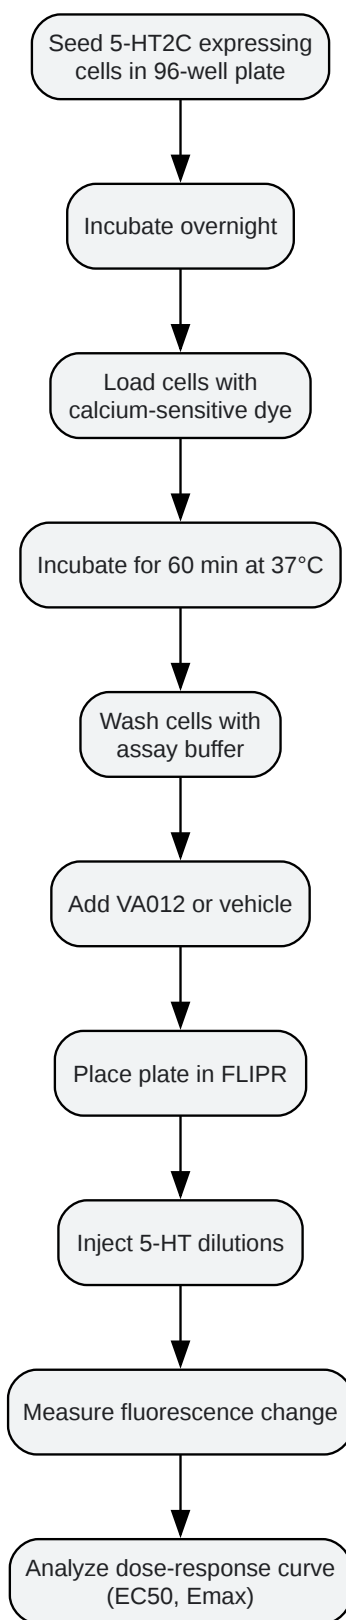 Seed 5-HT2C expressing
cells in 96-well plate
Incubate overnight
Load cells with
calcium-sensitive dye
Incubate for 60 min at 37°C
Wash cells with
assay buffer
Add VA012 or vehicle
Place plate in FLIPR
Inject 5-HT dilutions
Measure fluorescence change
Analyze dose-response curve
(EC50, Emax)